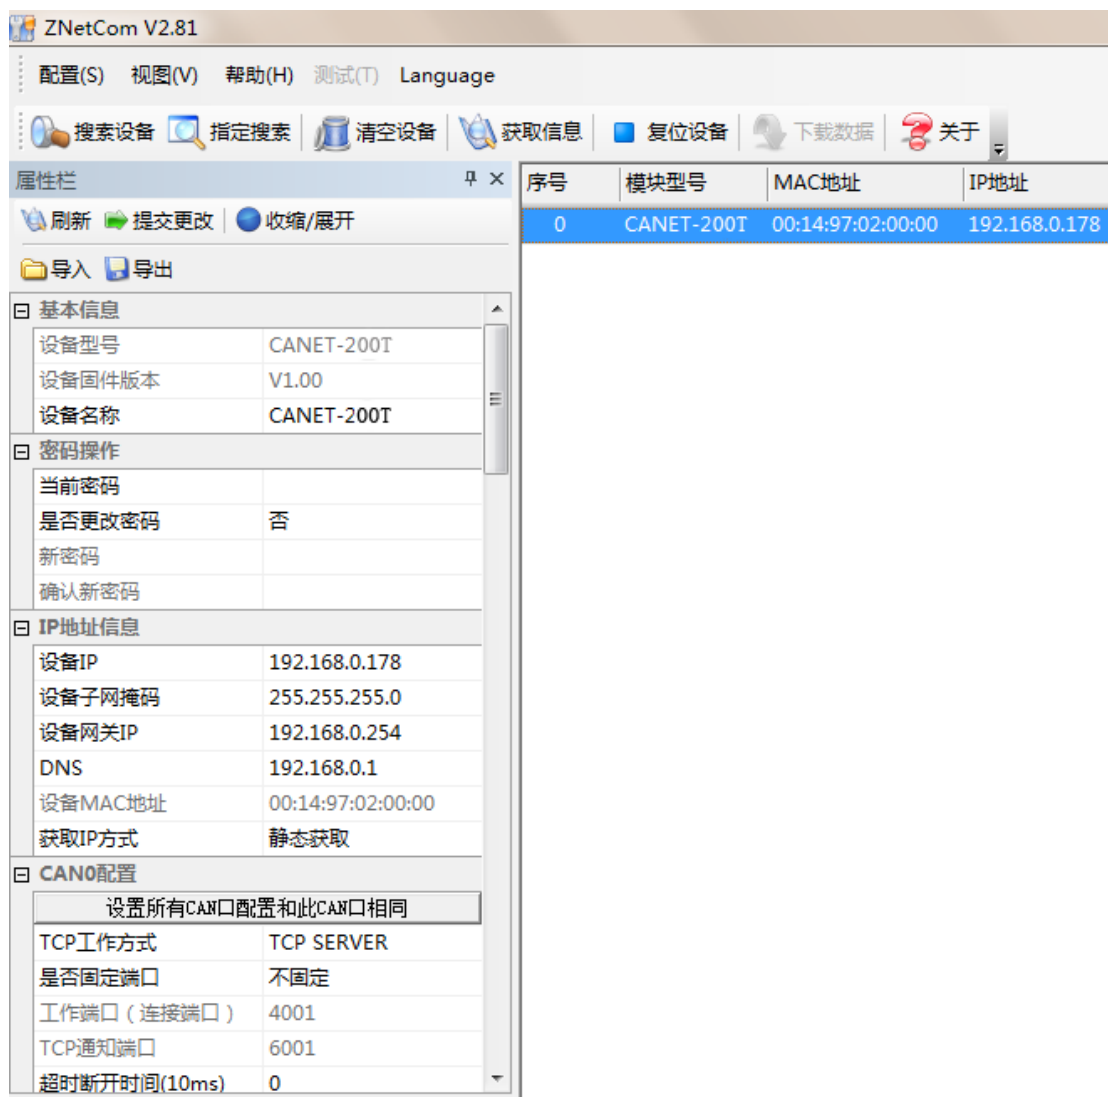 ZNetCom V2.81
配置(S) 视图(V) 帮助(H) 测试(T) Language
搜素设备 指定搜素 清空设备 获取信息 复位设备 下载数据 关于
属性栏
刷新 提交更改 收缩/展开
导入 导出
基本信息
设备型号 CANET-200T
设备固件版本 V1.00
设备名称 CANET-200T
密码操作
当前密码
是否更改密码 否
新密码
确认新密码
IP地址信息
设备IP 192.168.0.178
设备子网掩码 255.255.255.0
设备网关IP 192.168.0.254
DNS 192.168.0.1
设备MAC地址 00:14:97:02:00:00
获取IP方式 静态获取
CAN0配置
设置所有CAN口配置和此CAN口相同
TCP工作方式 TCP SERVER
是否固定端口 不固定
工作端口（连接端口） 4001
TCP通知端口 6001
超时断开时间(10ms) 0
序号 模块型号 MAC地址 IP地址
0 CANET-200T 00:14:97:02:00:00 192.168.0.178